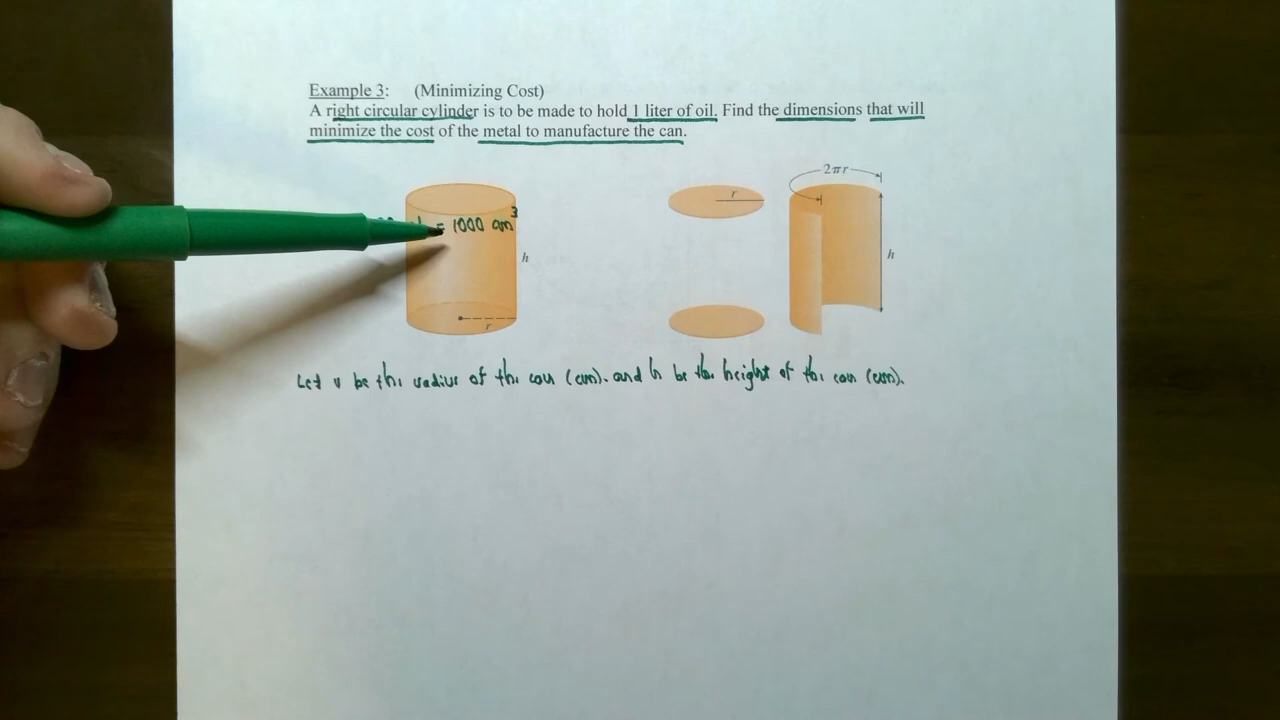 Example 3: (Minimizing Cost)
A right circular cylinder is to be made to hold 1 liter of oil. Find the dimensions that will
minimize the cost of the metal to manufacture the can.
2πr
r
= 1000 cm³
h
h
r
Let r be the radius of the can (cm). and h be the height of the can (cm).